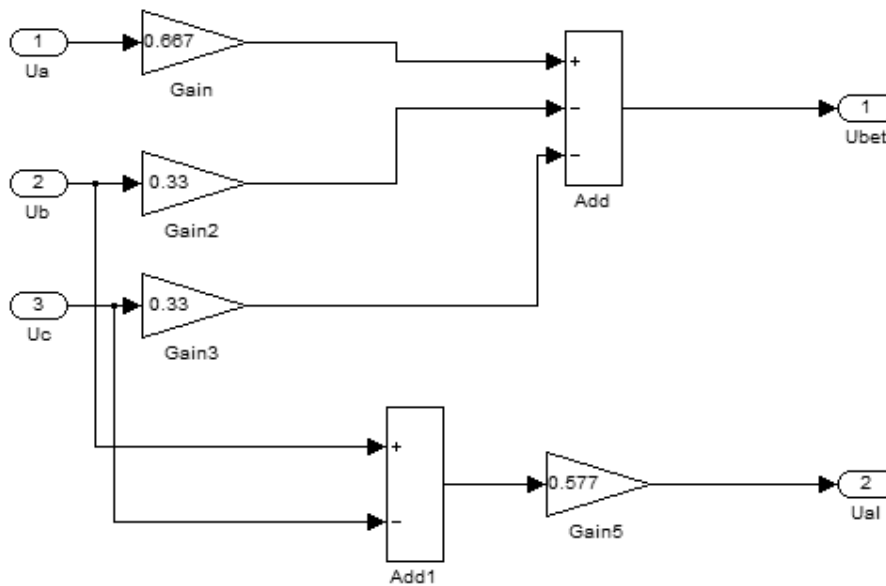 1
Ua
0.667
Gain
+
−
−
Add
1
Ubet
2
Ub
0.33
Gain2
3
Uc
0.33
Gain3
+
−
Add1
0.577
Gain5
2
Ual